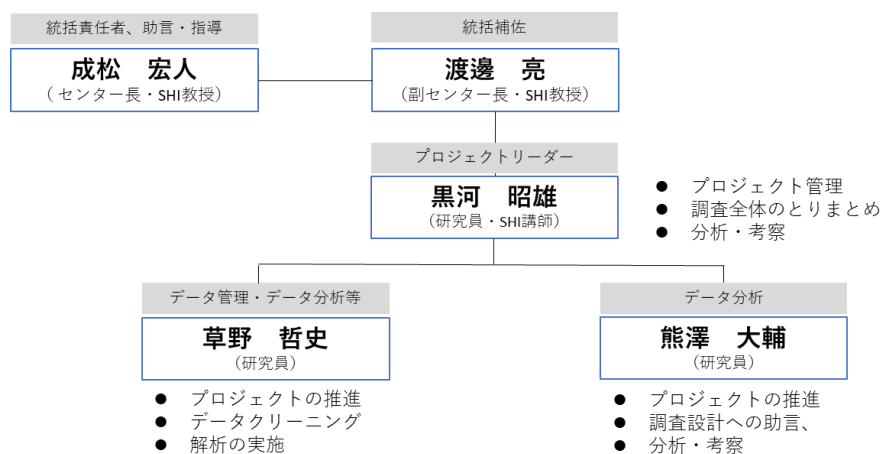 統括責任者、助言・指導
成松　宏人
（センター長・SHI教授）
統括補佐
渡邊　亮
(副センター長・SHI教授)
プロジェクトリーダー
黒河　昭雄
(研究員・SHI講師)
● プロジェクト管理
● 調査全体のとりまとめ
● 分析・考察
データ管理・データ分析等
草野　哲史
(研究員)
● プロジェクトの推進
● データクリーニング
● 解析の実施
データ分析
熊澤　大輔
(研究員)
● プロジェクトの推進
● 調査設計への助言、
● 分析・考察